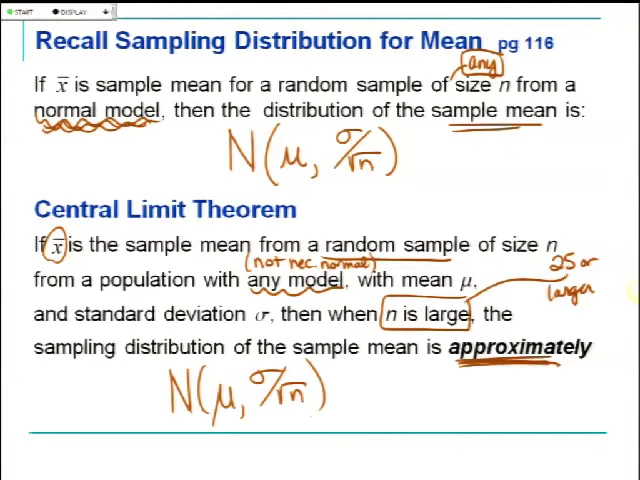 START DISPLAY
Recall Sampling Distribution for Mean pg 116
any
If x̄ is sample mean for a random sample of size n from a
normal model, then the distribution of the sample mean is:
N(μ, σ/√n)
Central Limit Theorem
If x̄ is the sample mean from a random sample of size n
(not nec. normal)
25 or
from a population with any model, with mean μ,
larger
and standard deviation σ, then when n is large, the
sampling distribution of the sample mean is approximately
N(μ, σ/√n)